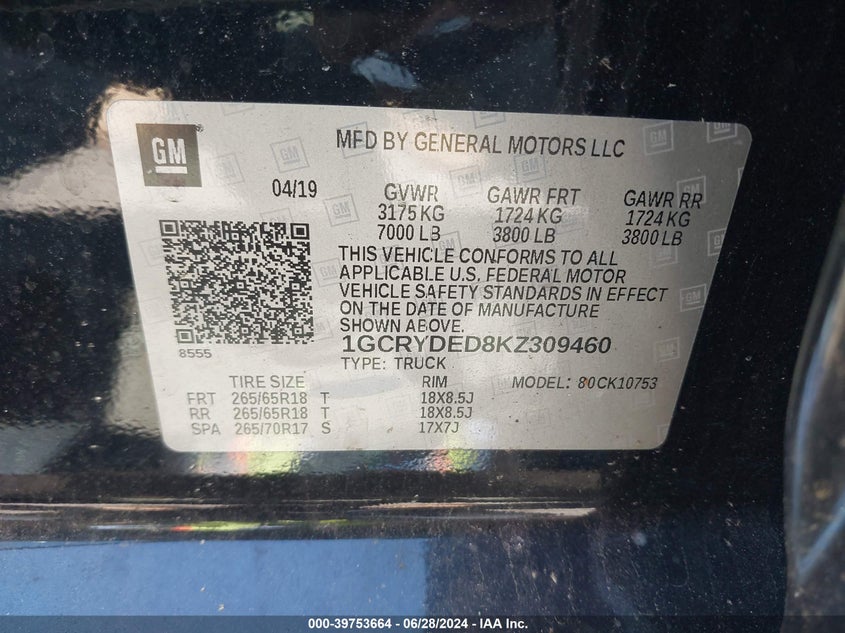 GM
MFD BY GENERAL MOTORS LLC
04/19
GVWR GAWR FRT GAWR RR
3175 KG 1724 KG 1724 KG
7000 LB 3800 LB 3800 LB
THIS VEHICLE CONFORMS TO ALL
APPLICABLE U.S. FEDERAL MOTOR
VEHICLE SAFETY STANDARDS IN EFFECT
ON THE DATE OF MANUFACTURE
SHOWN ABOVE.
8555
1GCRYDED8KZ309460
TYPE: TRUCK
TIRE SIZE RIM MODEL: 80CK10753
FRT 265/65R18 T 18X8.5J
RR 265/65R18 T 18X8.5J
SPA 265/70R17 S 17X7J
000-39753664 - 06/28/2024 - IAA Inc.